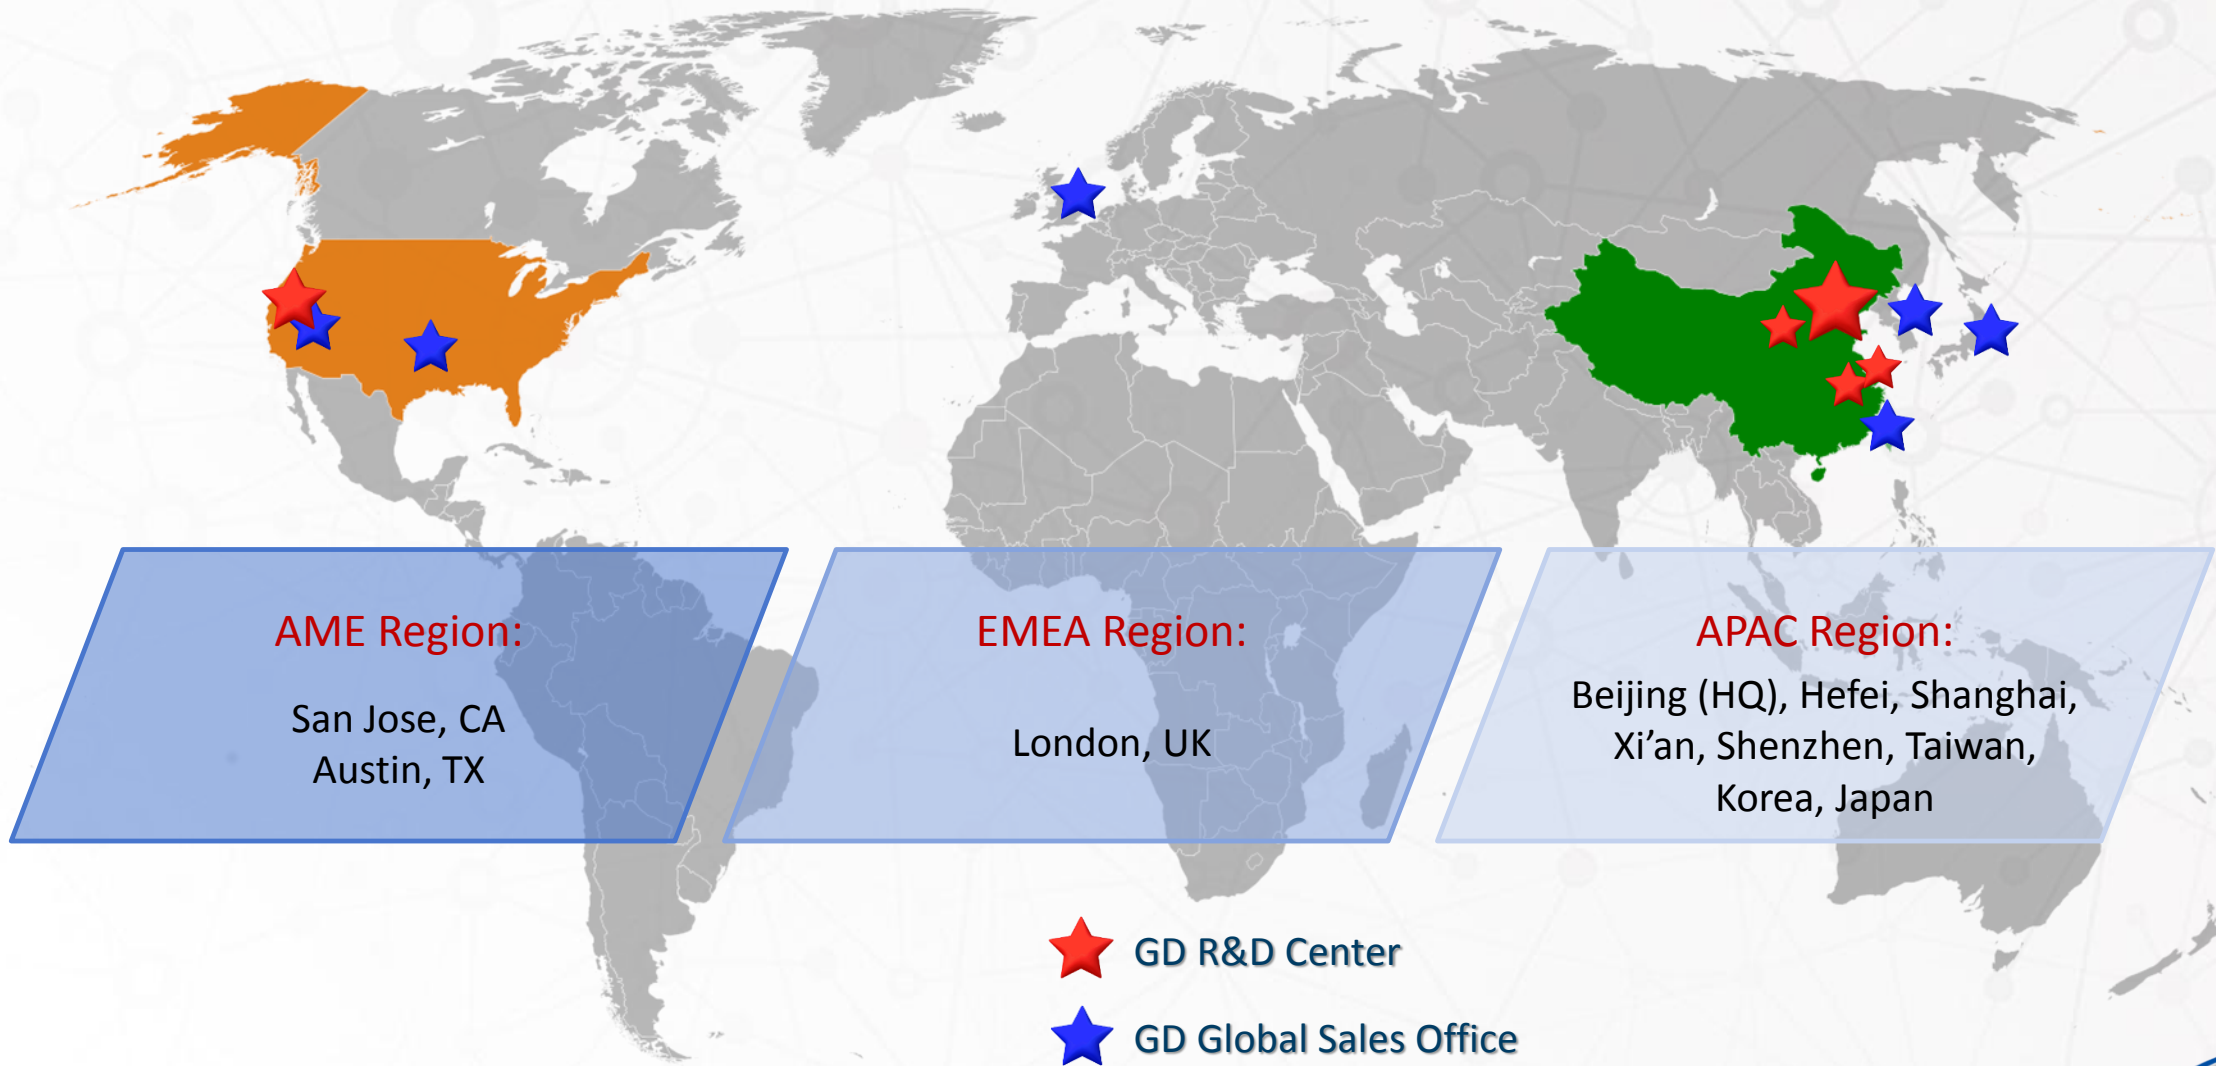 AME Region:
San Jose, CA
Austin, TX
EMEA Region:
London, UK
APAC Region:
Beijing (HQ), Hefei, Shanghai,
Xi’an, Shenzhen, Taiwan,
Korea, Japan
GD R&D Center
GD Global Sales Office